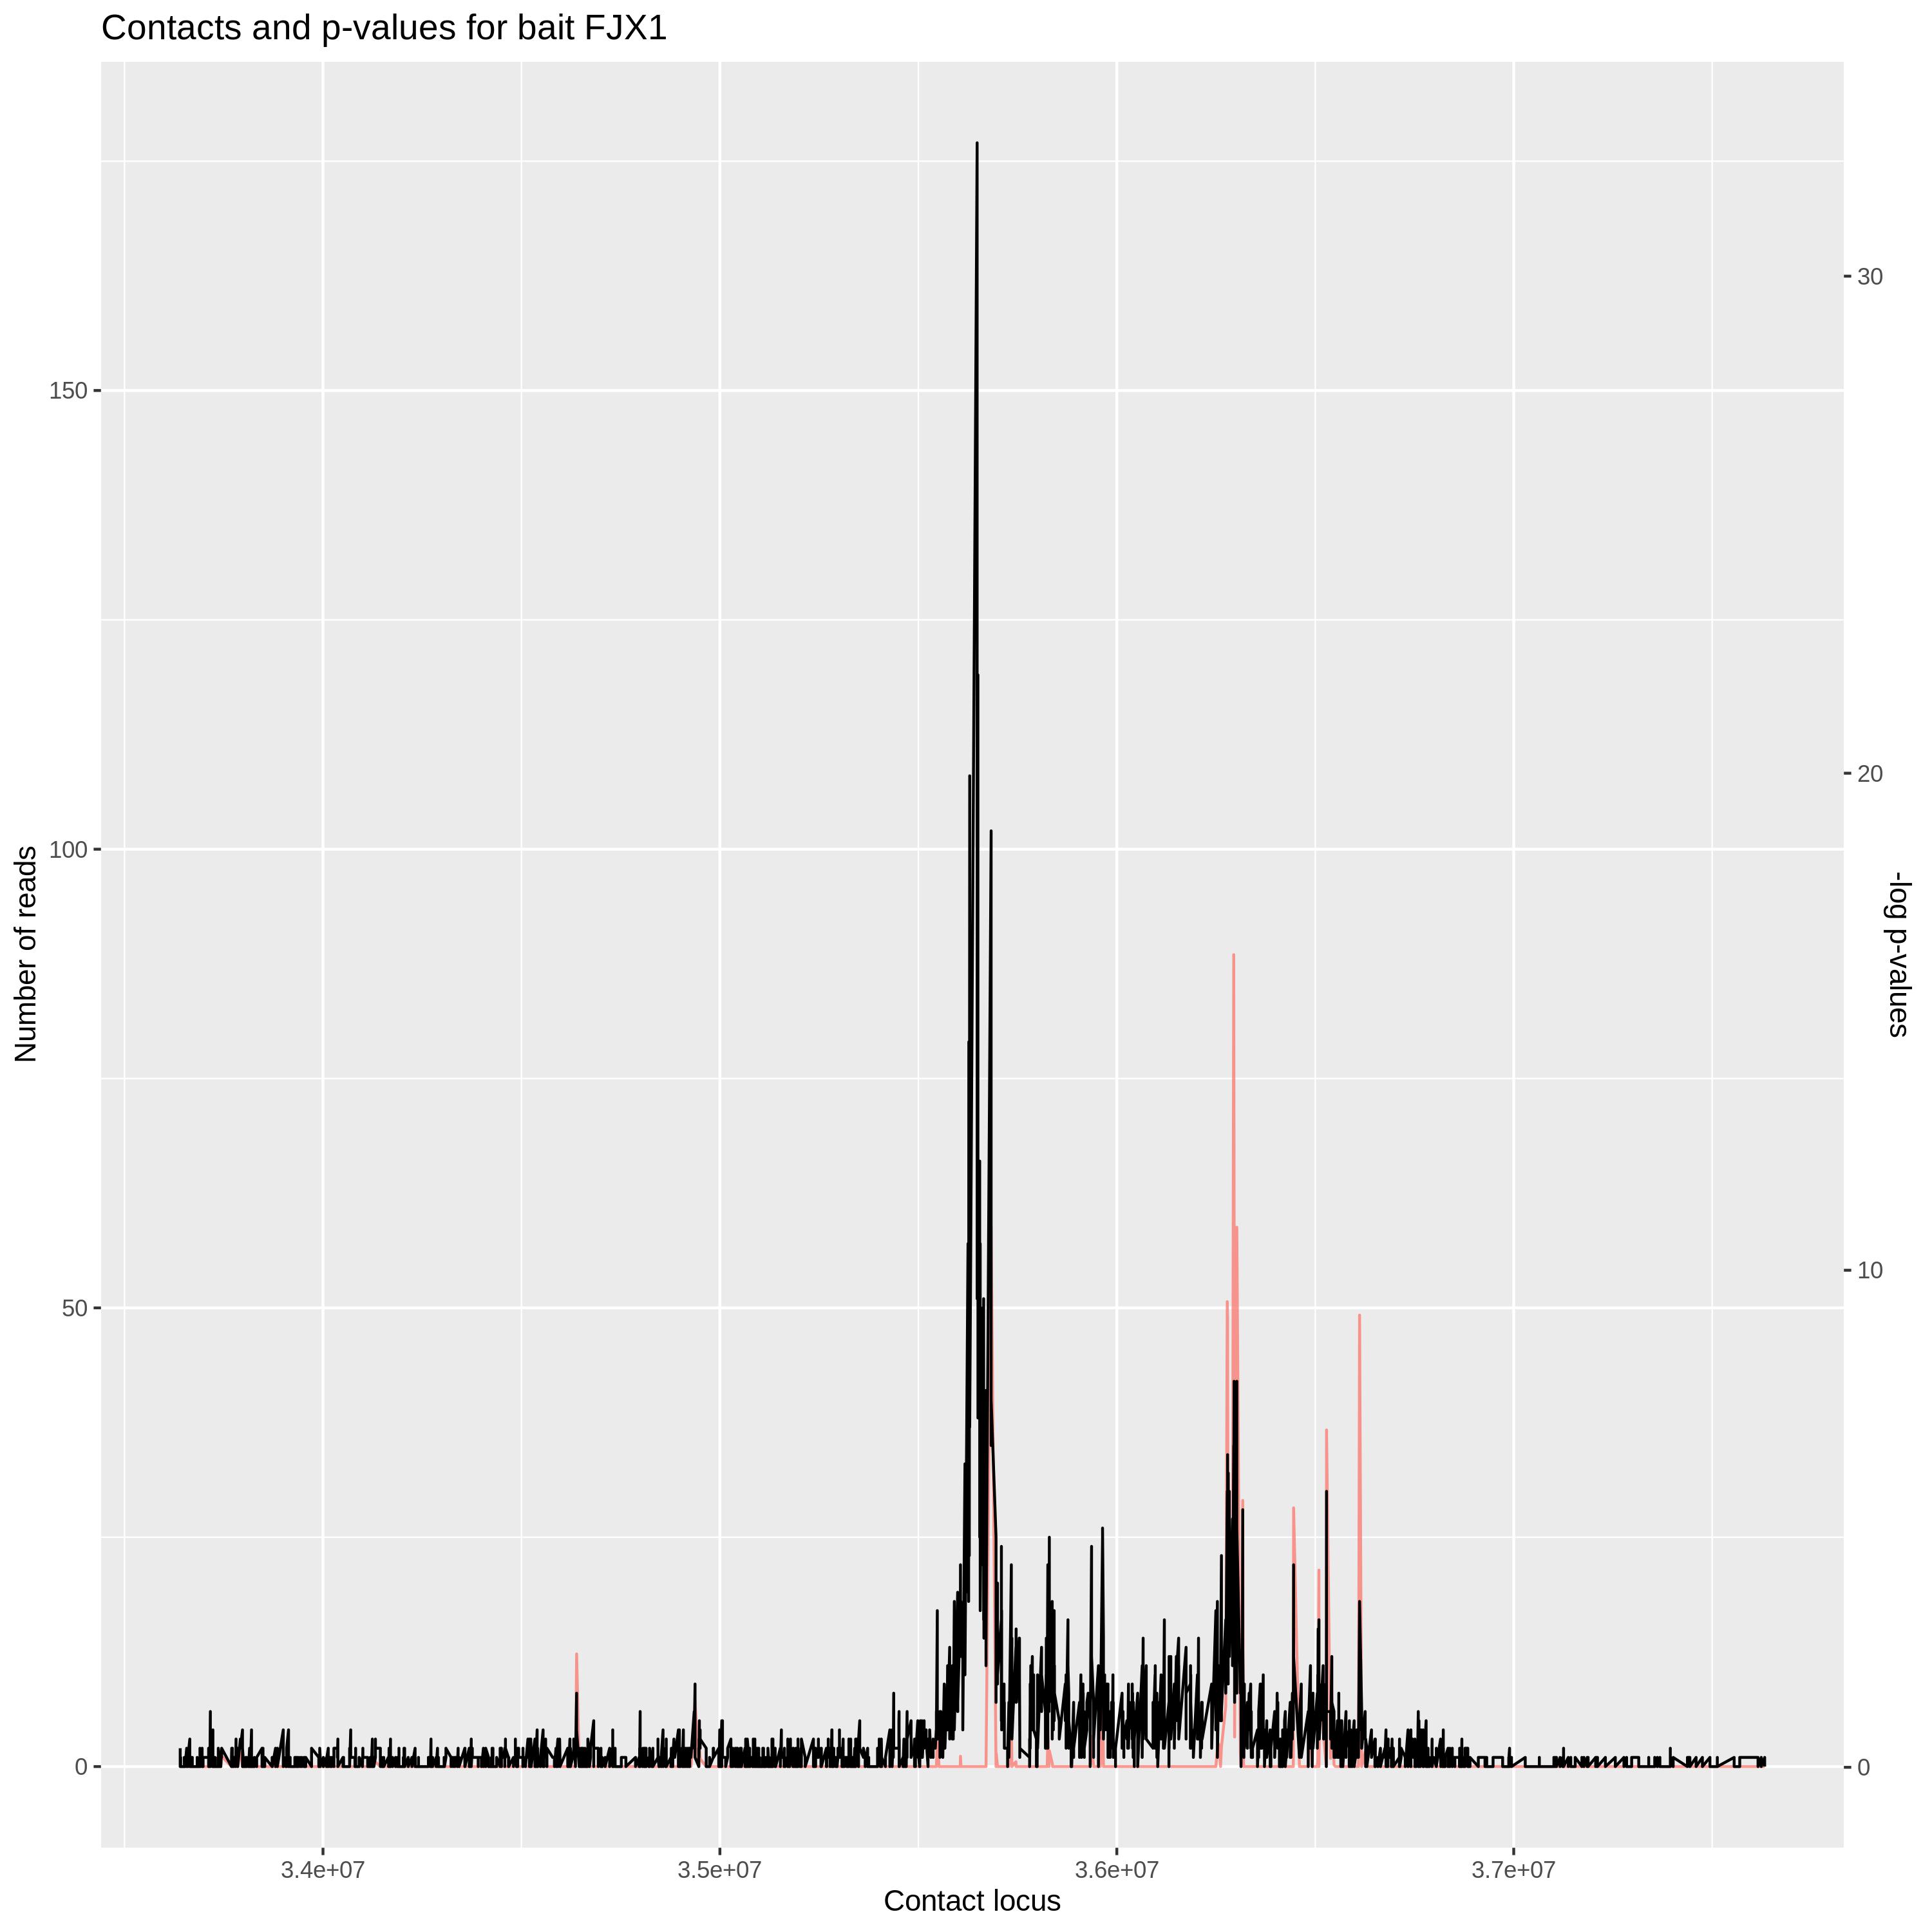 Contacts and p-values for bait FJX1
150
100
50
0
Number of reads
30
20
10
0
-log p-values
3.4e+07
3.5e+07
3.6e+07
3.7e+07
Contact locus